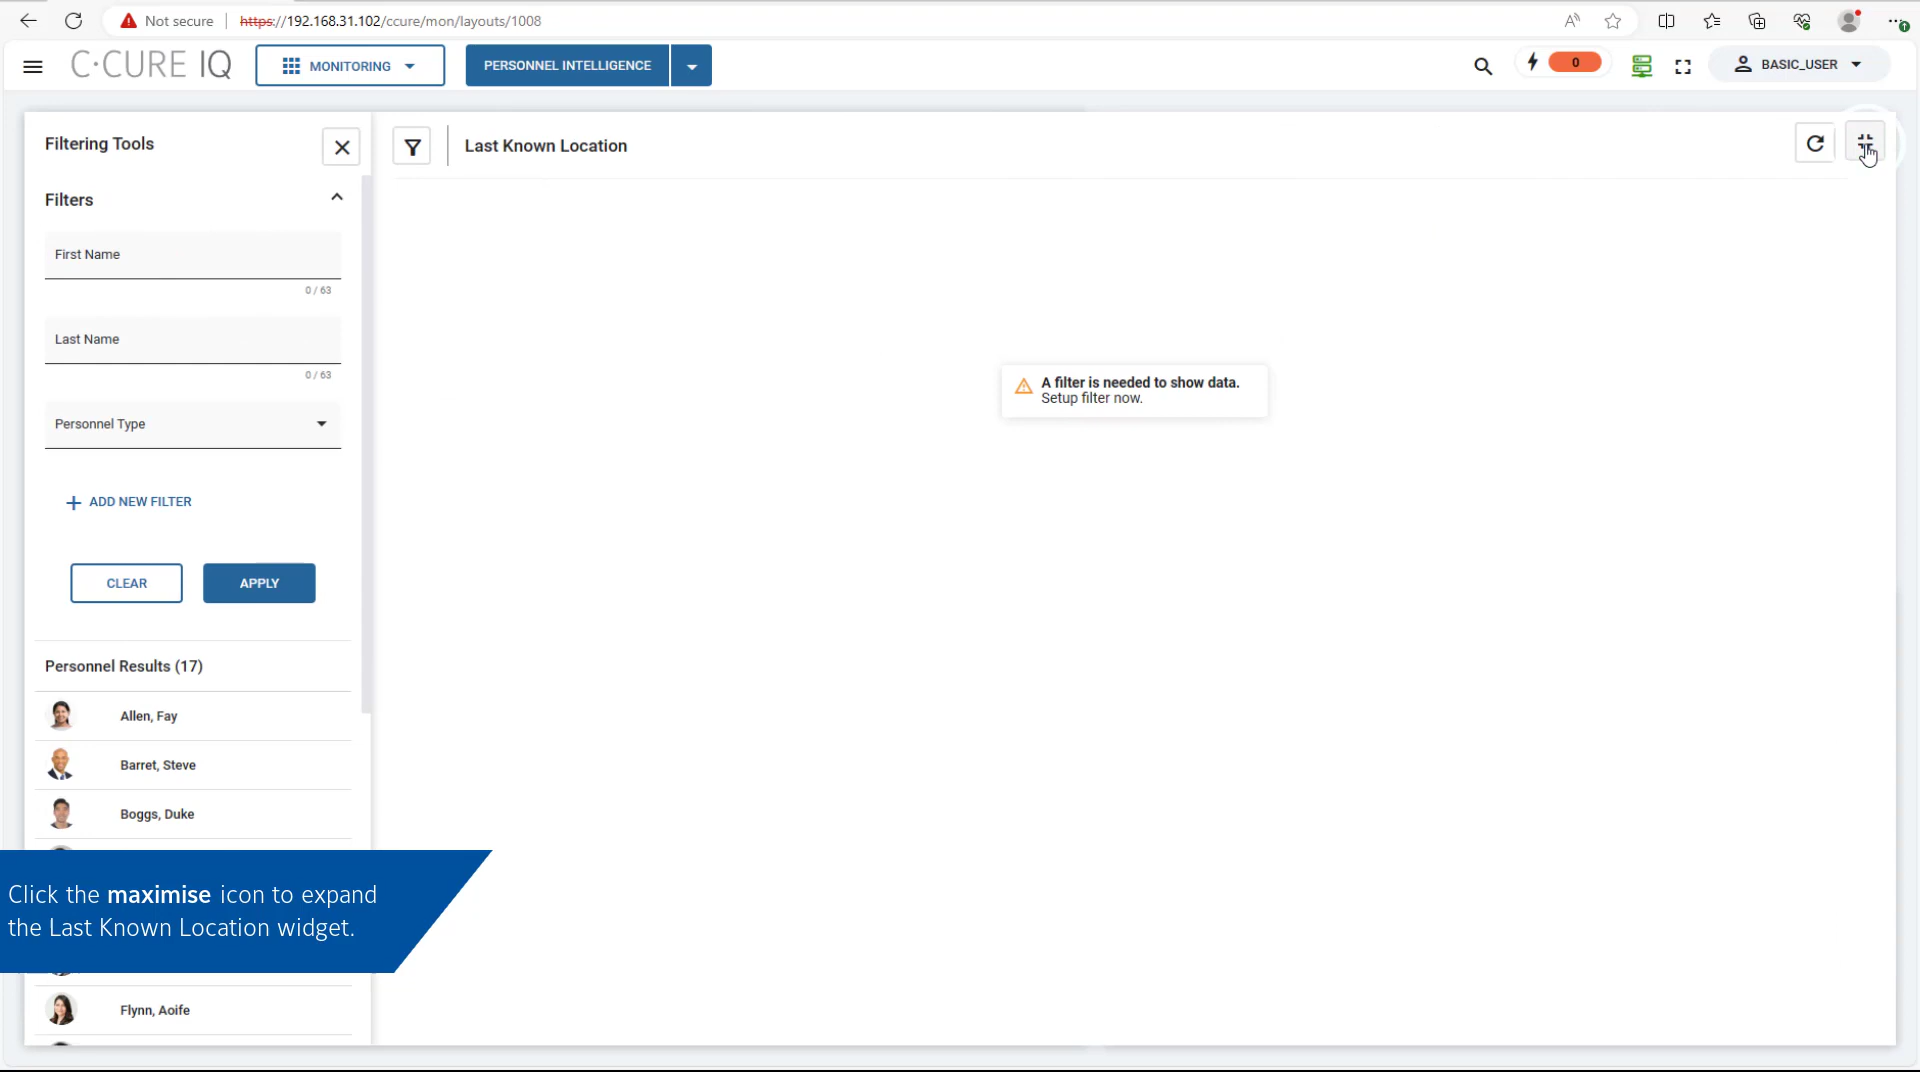 Not secure
https://192.168.31.102/ccure/mon/layouts/1008
C•CURE IQ
MONITORING
PERSONNEL INTELLIGENCE
0
BASIC_USER
Filtering Tools
Last Known Location
Filters
First Name
0 / 63
Last Name
0 / 63
Personnel Type
A filter is needed to show data.
Setup filter now.
ADD NEW FILTER
CLEAR
APPLY
Personnel Results (17)
Allen, Fay
Barret, Steve
Boggs, Duke
Click the maximise icon to expand
the Last Known Location widget.
Flynn, Aoife